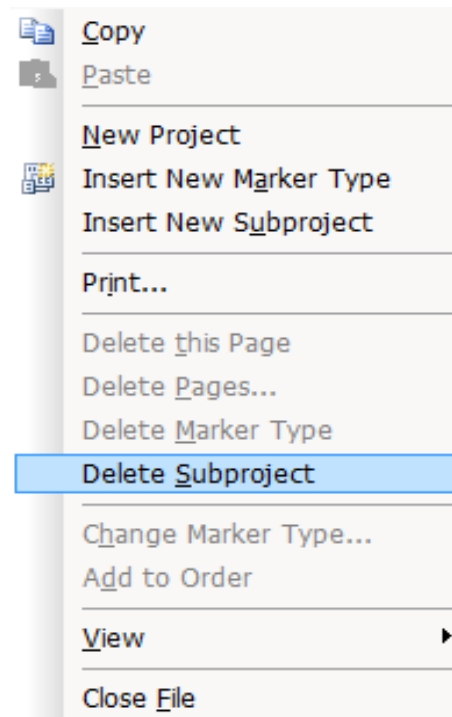 Copy
Paste
New Project
Insert New Marker Type
Insert New Subproject
Print...
Delete this Page
Delete Pages...
Delete Marker Type
Delete Subproject
Change Marker Type...
Add to Order
View
Close File